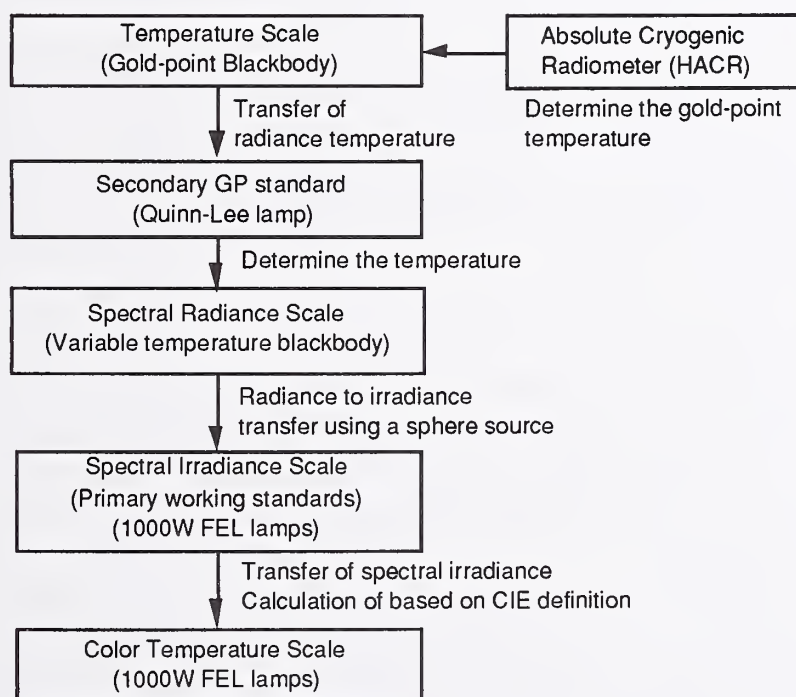 Temperature Scale
(Gold-point Blackbody)
Absolute Cryogenic
Radiometer (HACR)
Transfer of
radiance temperature
Determine the gold-point
temperature
Secondary GP standard
(Quinn-Lee lamp)
Determine the temperature
Spectral Radiance Scale
(Variable temperature blackbody)
Radiance to irradiance
transfer using a sphere source
Spectral Irradiance Scale
(Primary working standards)
(1000W FEL lamps)
Transfer of spectral irradiance
Calculation of based on CIE definition
Color Temperature Scale
(1000W FEL lamps)